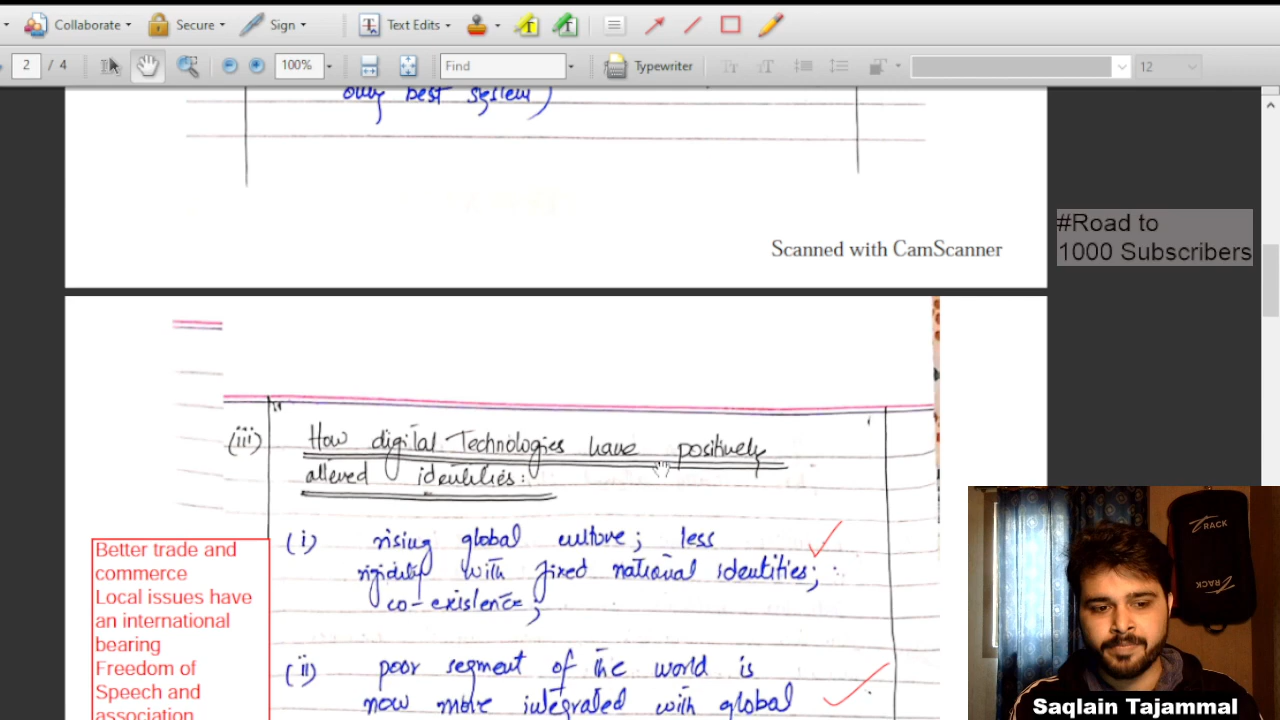 Collaborate
Secure
Sign
Text Edits
2 / 4
100%
Find
Typewriter
12
only best system)
Scanned with CamScanner
#Road to
1000 Subscribers
(iii) How digital Technologies have positively
altered identities:
(i) rising global culture; less
rigidity with fixed national identities;
co-existence;
(ii) poor segment of the world is
now more integrated with global
Better trade and
commerce
Local issues have
an international
bearing
Freedom of
Speech and
association
TRACK
TRACK
Saqlain Tajammal